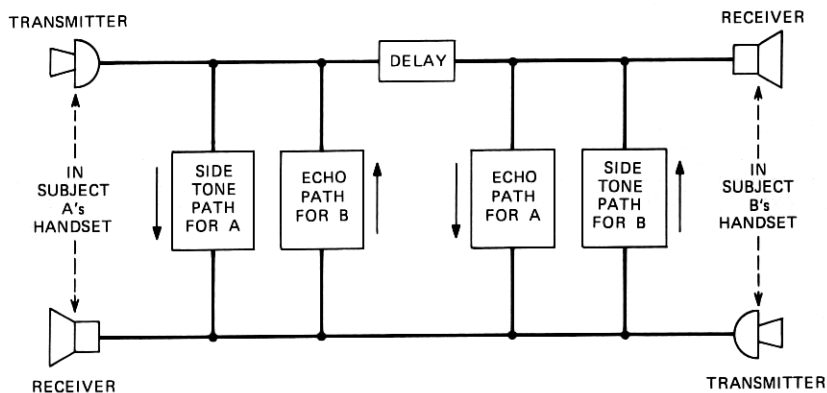 TRANSMITTER
RECEIVER
DELAY
IN
SUBJECT
A's
HANDSET
SIDE
TONE
PATH
FOR A
ECHO
PATH
FOR B
ECHO
PATH
FOR A
SIDE
TONE
PATH
FOR B
IN
SUBJECT
B's
HANDSET
RECEIVER
TRANSMITTER